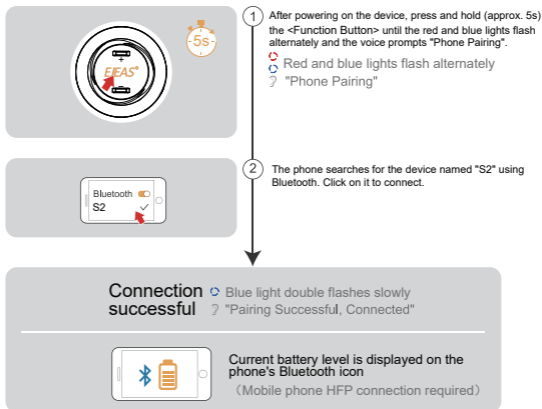 1
After powering on the device, press and hold (approx. 5s)
the <Function Button> until the red and blue lights flash
alternately and the voice prompts "Phone Pairing".
Red and blue lights flash alternately
"Phone Pairing"
5s
EJEAS®
2
The phone searches for the device named "S2" using
Bluetooth. Click on it to connect.
Bluetooth
S2
Connection
successful
Blue light double flashes slowly
"Pairing Successful, Connected"
Current battery level is displayed on the
phone's Bluetooth icon
(Mobile phone HFP connection required)